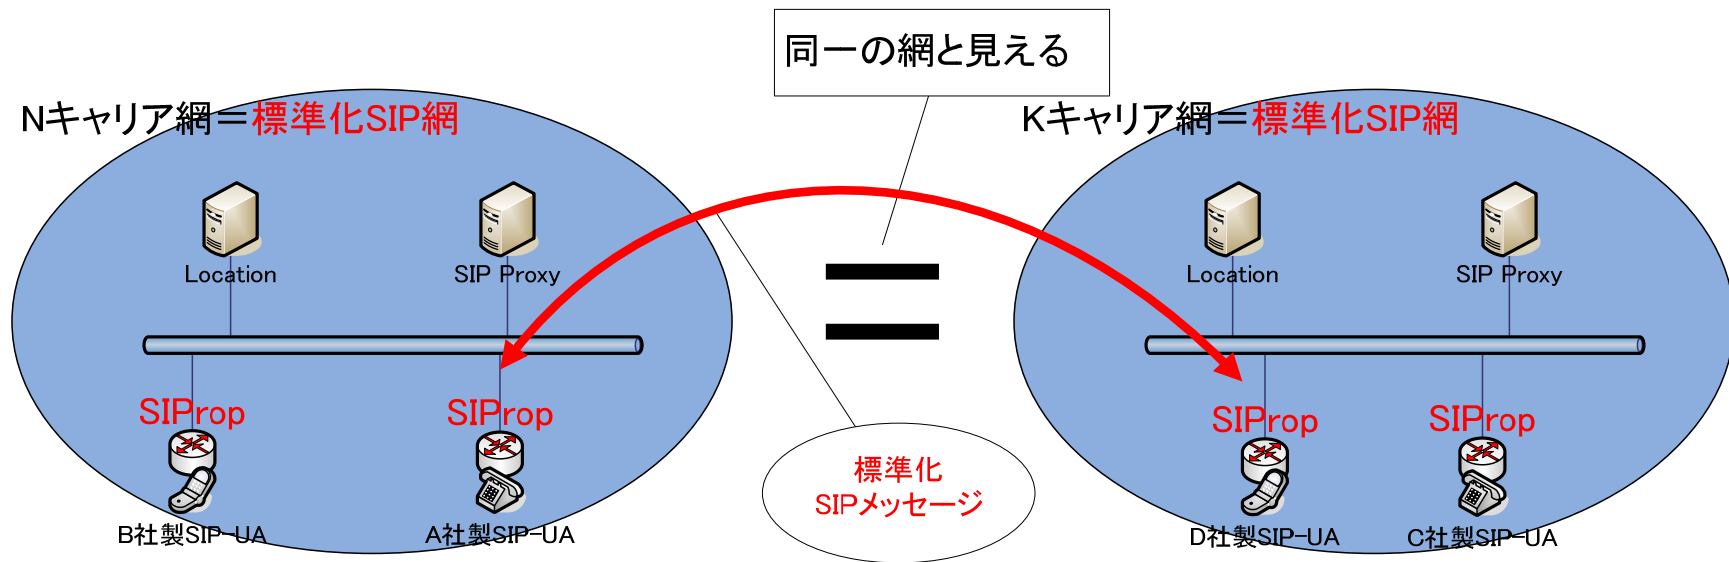 同一の網と見える
Nキャリア網＝標準化SIP網
Kキャリア網＝標準化SIP網
Location
SIP Proxy
Location
SIP Proxy
SIProp
SIProp
SIProp
SIProp
標準化
SIPメッセージ
B社製SIP-UA
A社製SIP-UA
D社製SIP-UA
C社製SIP-UA